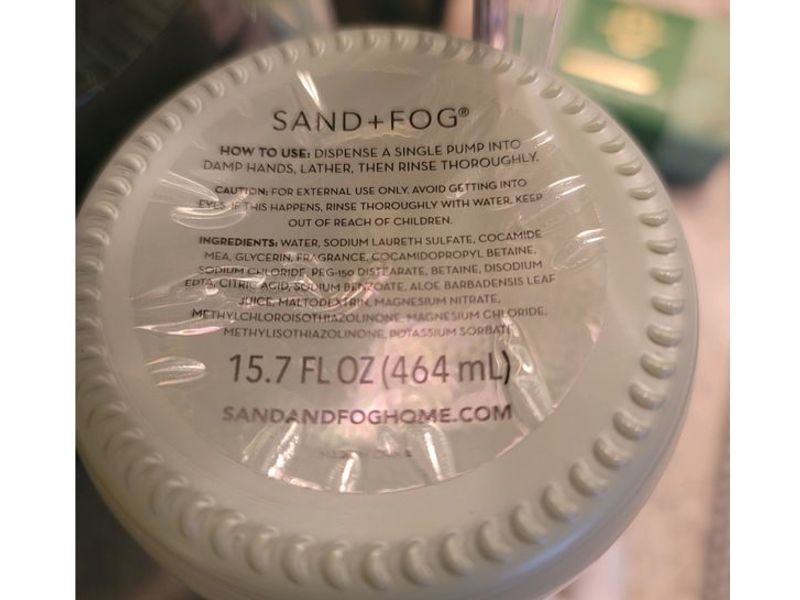 SAND+FOG®
HOW TO USE: DISPENSE A SINGLE PUMP INTO
DAMP HANDS, LATHER, THEN RINSE THOROUGHLY.
CAUTION: FOR EXTERNAL USE ONLY. AVOID GETTING INTO
EYES. IF THIS HAPPENS, RINSE THOROUGHLY WITH WATER. KEEP
OUT OF REACH OF CHILDREN.
INGREDIENTS: WATER, SODIUM LAURETH SULFATE, COCAMIDE
MEA, GLYCERIN, FRAGRANCE, COCAMIDOPROPYL BETAINE,
SODIUM CHLORIDE, PEG-150 DISTEARATE, BETAINE, DISODIUM
EDTA, CITRIC ACID, SODIUM BENZOATE, ALOE BARBADENSIS LEAF
JUICE, MALTODEXTRIN, MAGNESIUM NITRATE,
METHYLCHLOROISOTHIAZOLINONE, MAGNESIUM CHLORIDE,
METHYLISOTHIAZOLINONE, POTASSIUM SORBAT
15.7 FL OZ (464 mL)
SANDANDFOGHOME.COM